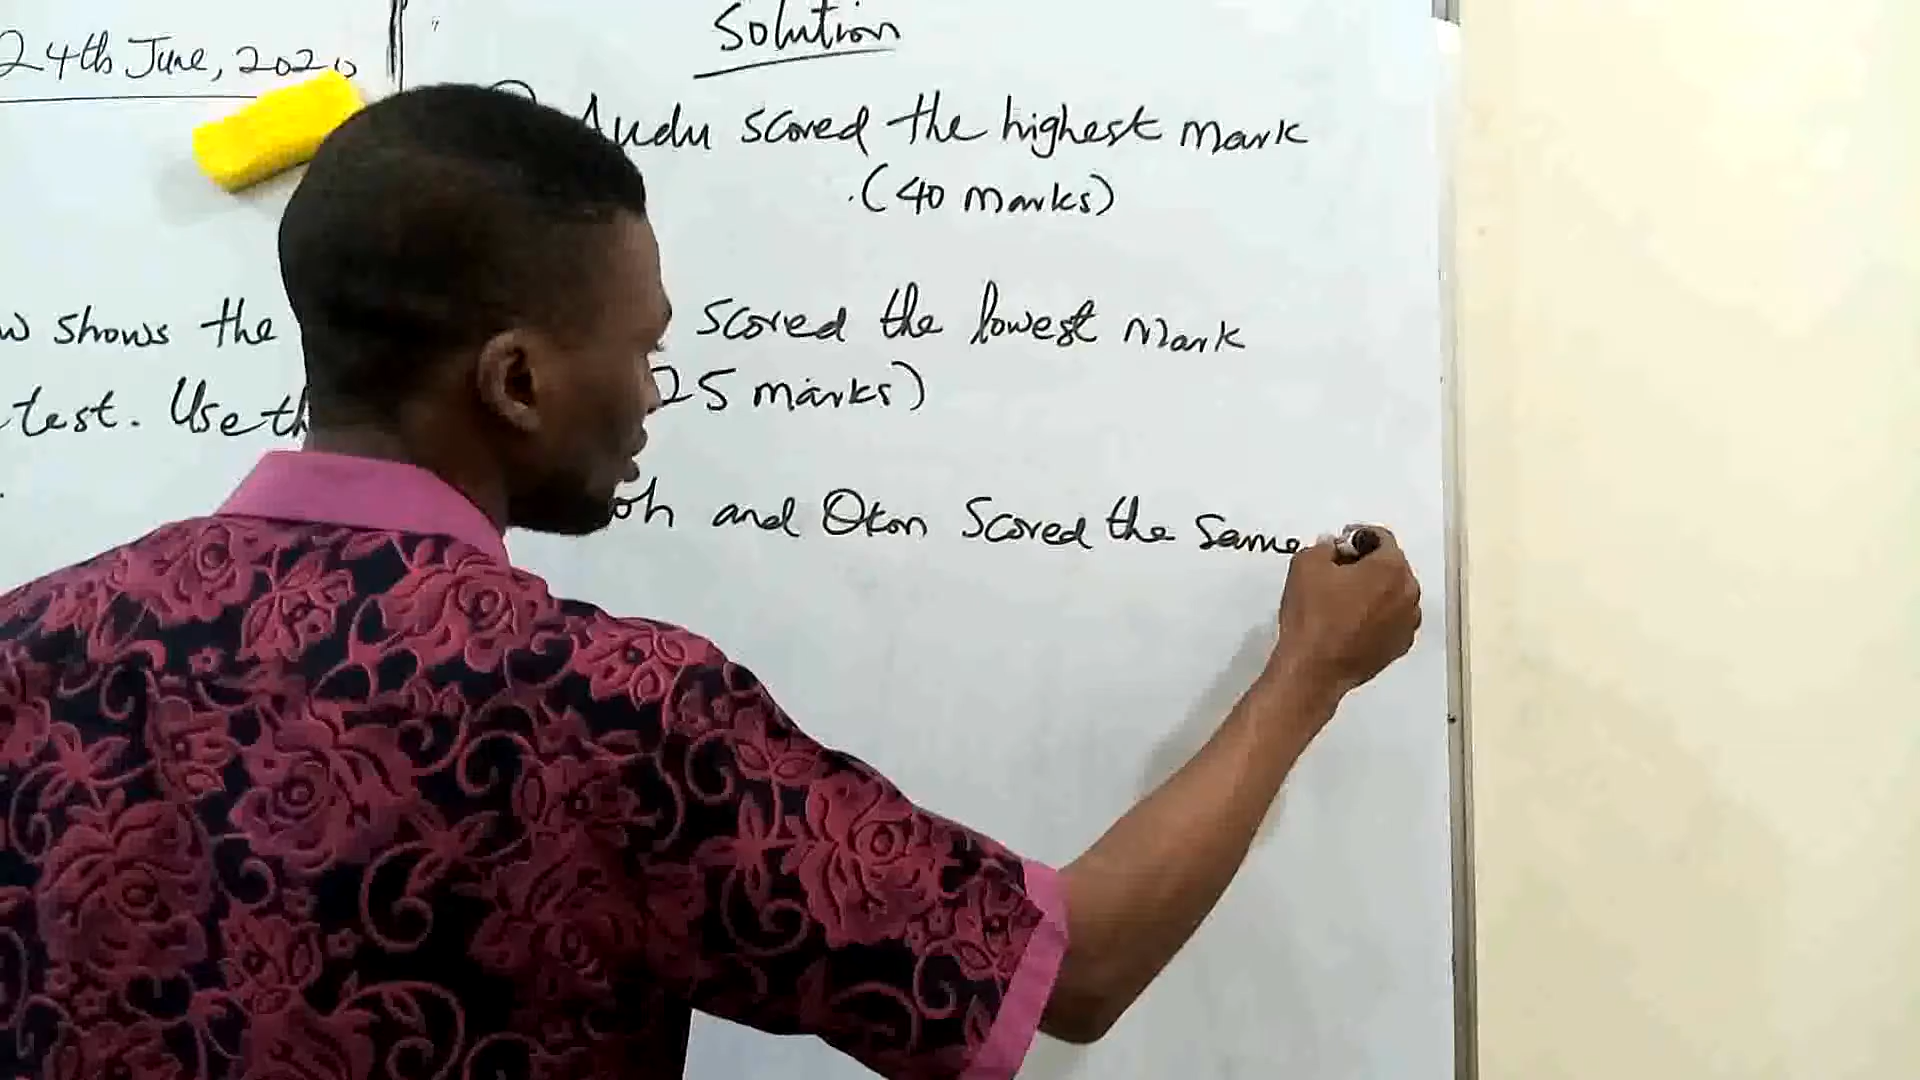 24th June, 2020
Solution
Audu scored the highest mark
(40 marks)
shows the
scored the lowest mark
test. Use th
25 marks)
and Okon Scored the Same